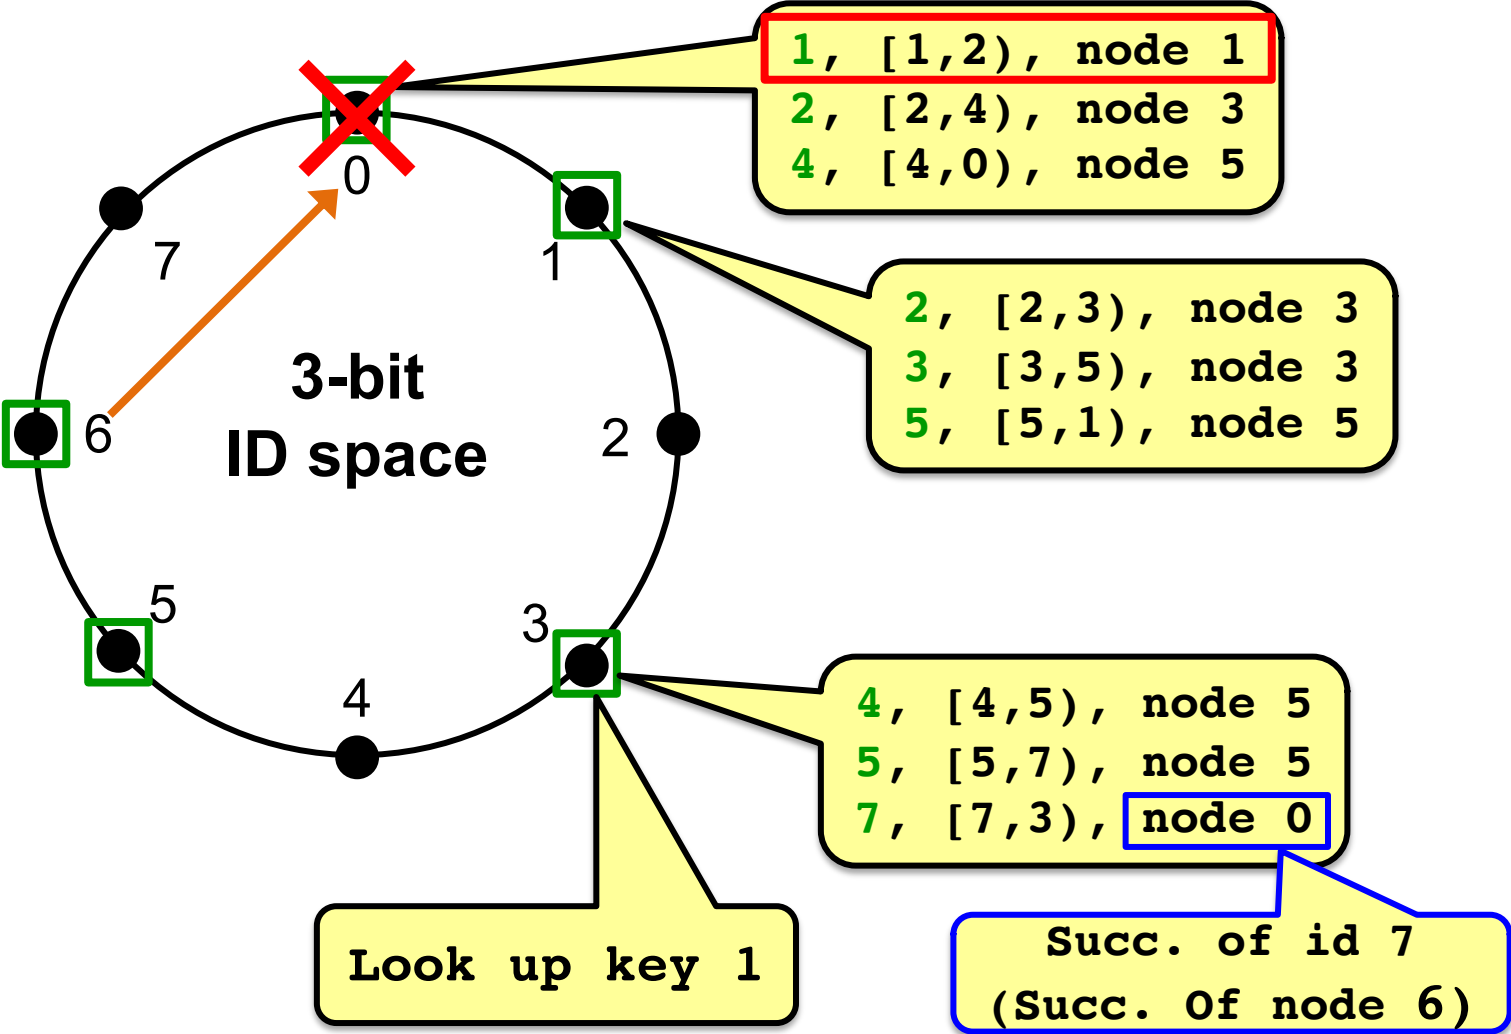 1, [1,2), node 1
2, [2,4), node 3
4, [4,0), node 5
0
1
7
2, [2,3), node 3
3, [3,5), node 3
5, [5,1), node 5
3-bit
ID space
2
6
5
3
4
4, [4,5), node 5
5, [5,7), node 5
7, [7,3), node 0
Look up key 1
Succ. of id 7
(Succ. Of node 6)